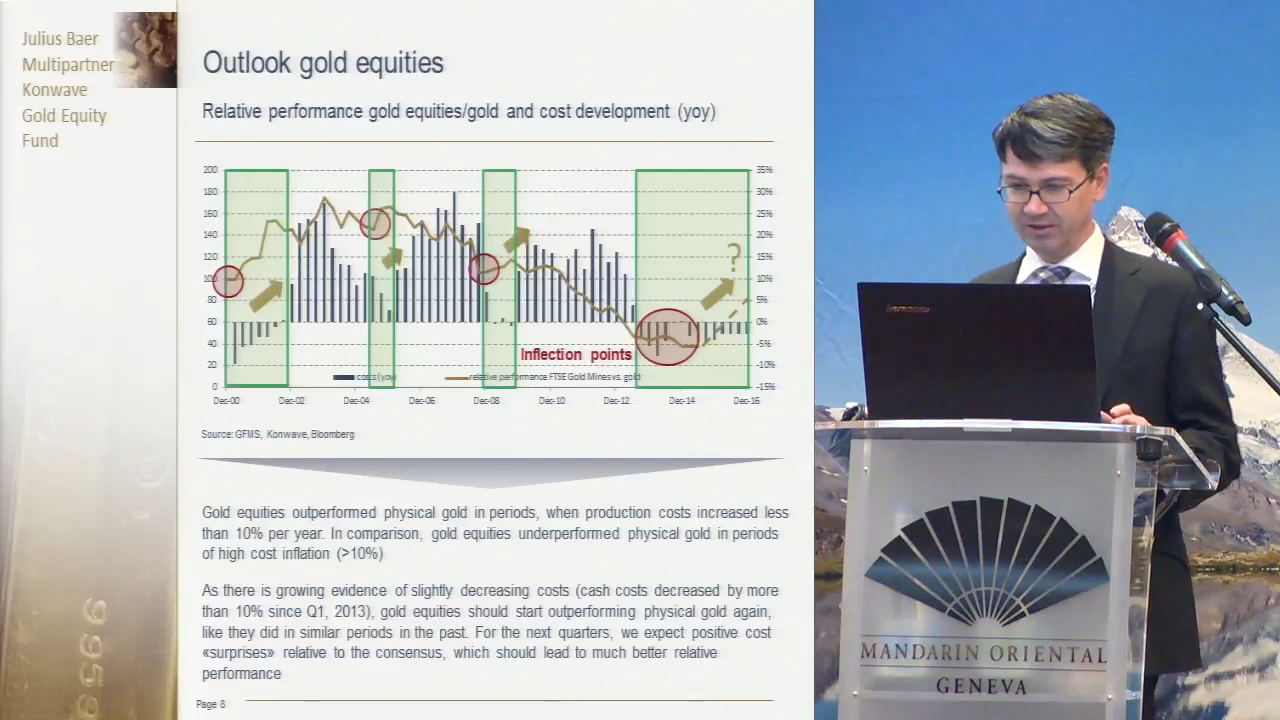 Julius Baer
Multipartner
Konwave
Gold Equity
Fund
Outlook gold equities
Relative performance gold equities/gold and cost development (yoy)
200
180
160
140
120
100
80
60
40
20
0
35%
30%
25%
20%
15%
10%
5%
0%
-5%
-10%
-15%
?
Inflection points
costs (yoy)
relative performance FTSE Gold Mines vs. gold
Dec-00
Dec-02
Dec-04
Dec-06
Dec-08
Dec-10
Dec-12
Dec-14
Dec-16
Source: GFMS, Konwave, Bloomberg
Gold equities outperformed physical gold in periods, when production costs increased less
than 10% per year. In comparison, gold equities underperformed physical gold in periods
of high cost inflation (>10%)
As there is growing evidence of slightly decreasing costs (cash costs decreased by more
than 10% since Q1, 2013), gold equities should start outperforming physical gold again,
like they did in similar periods in the past. For the next quarters, we expect positive cost
«surprises» relative to the consensus, which should lead to much better relative
performance
Page 8
9959
lenovo
MANDARIN ORIENTAL
GENEVA